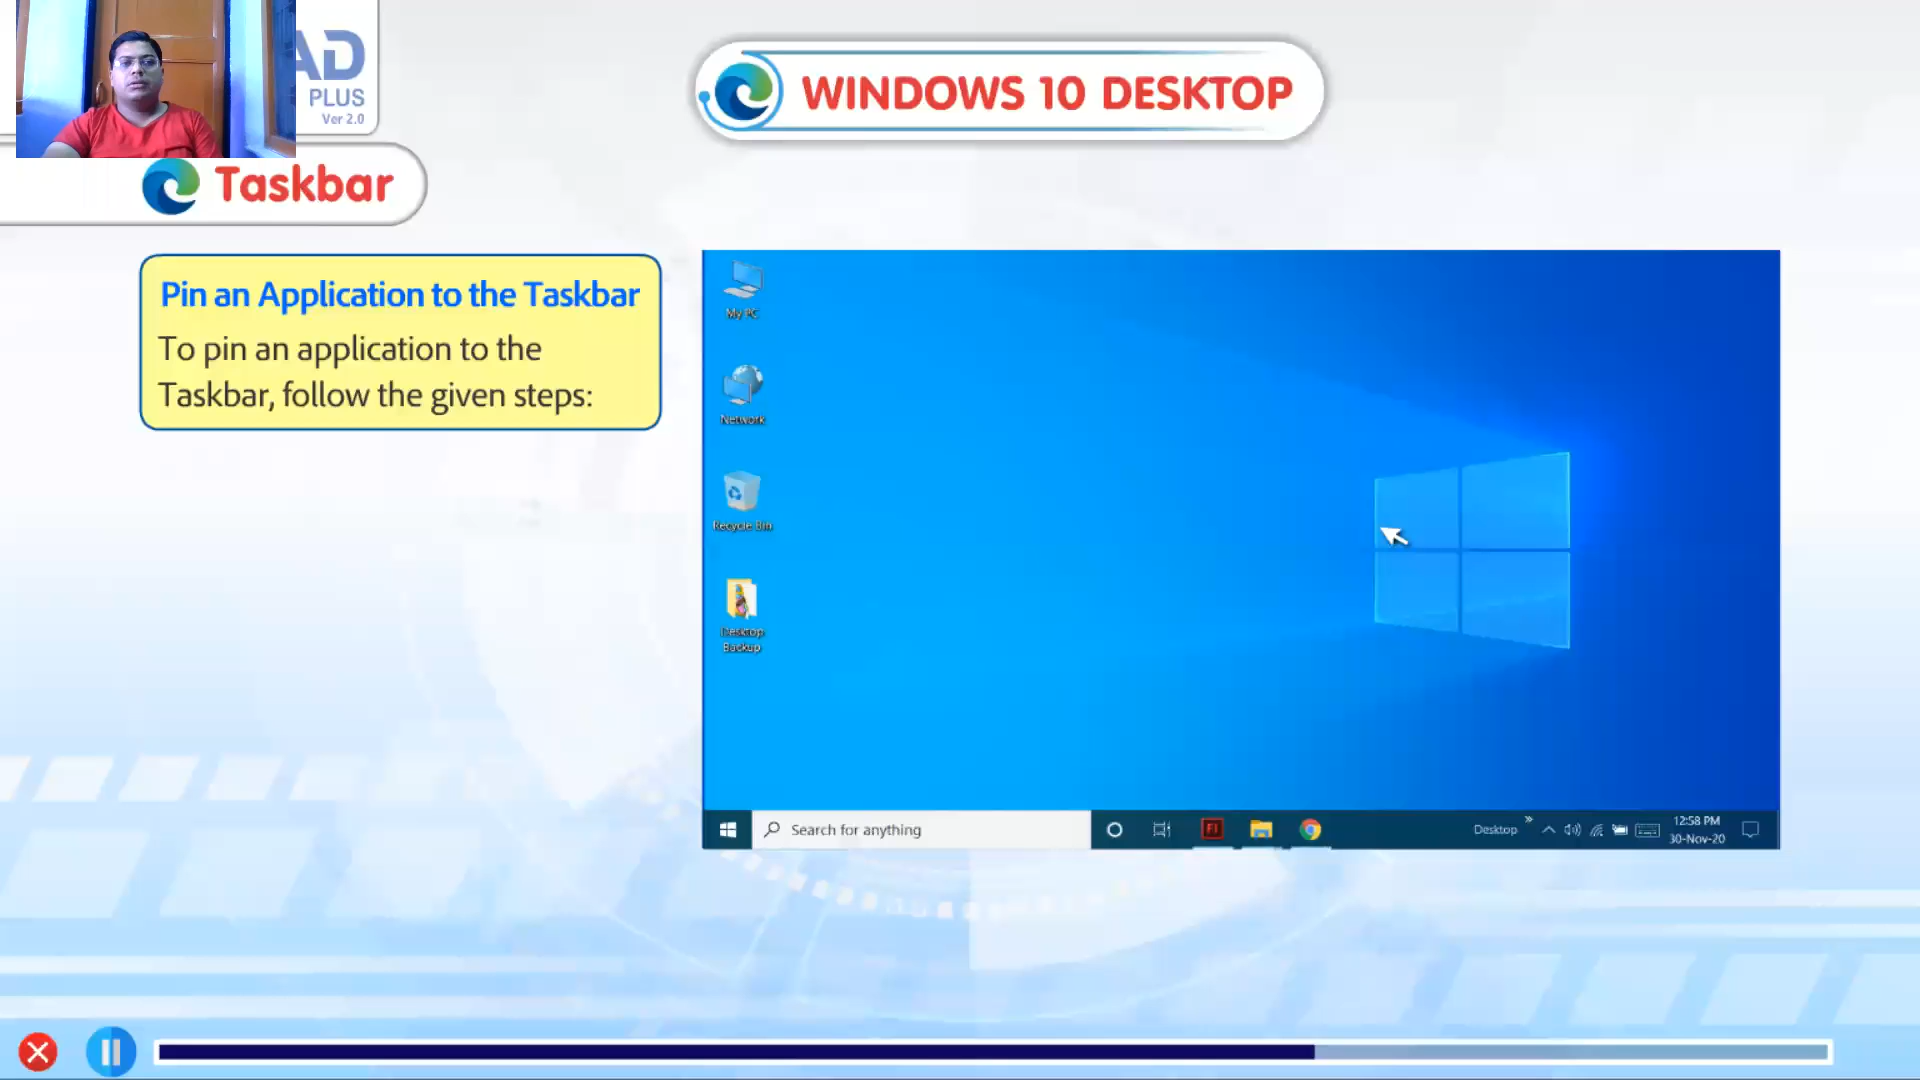 AD
PLUS
Ver 2.0
WINDOWS 10 DESKTOP
Taskbar
Pin an Application to the Taskbar
To pin an application to the
Taskbar, follow the given steps:
My PC
Network
Recycle Bin
Desktop
Backup
Search for anything
Fl
Desktop
»
12:58 PM
30-Nov-20